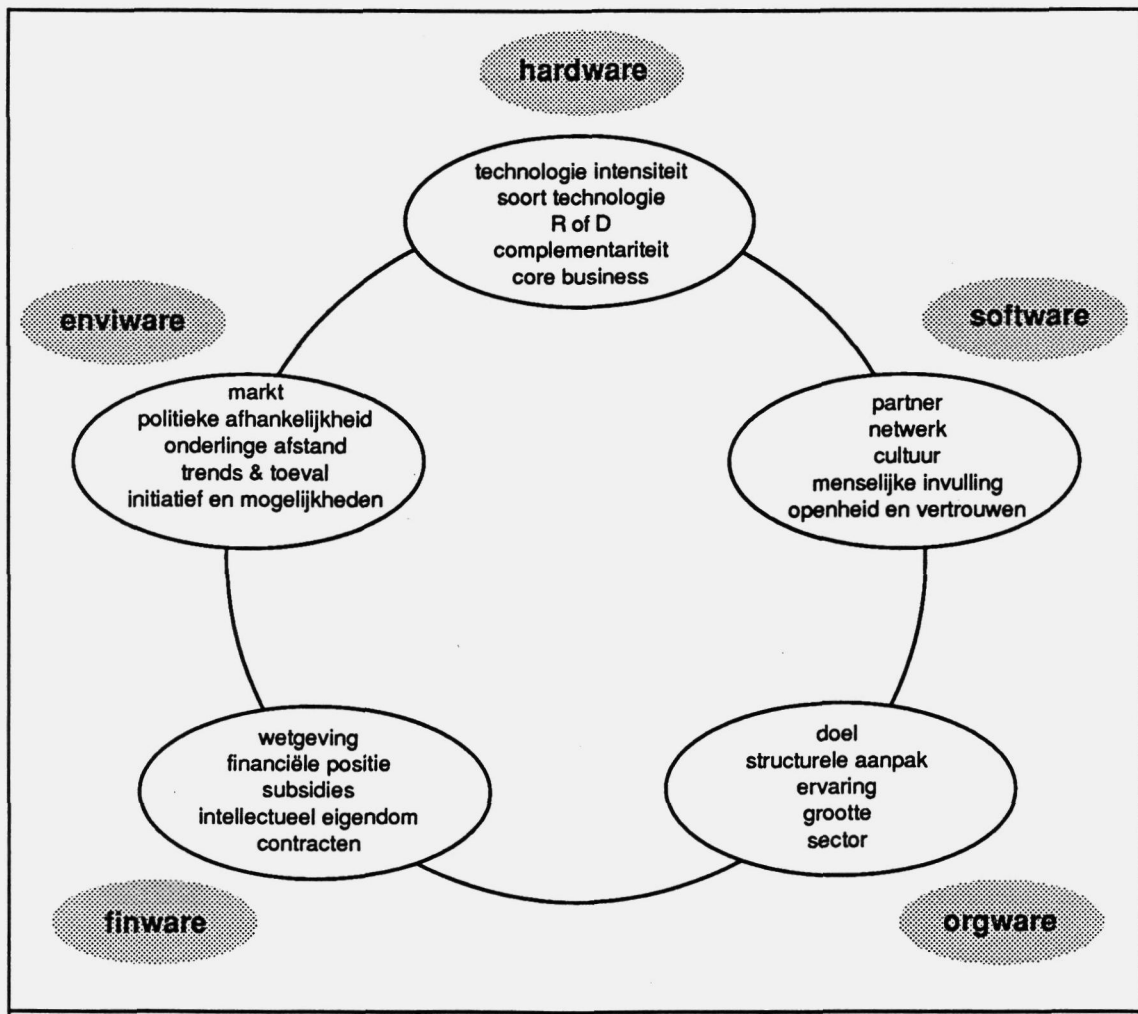 hardware
technologie intensiteit
soort technologie
R of D
complementariteit
core business
enviware
markt
politieke afhankelijkheid
onderlinge afstand
trends & toeval
initiatief en mogelijkheden
software
partner
netwerk
cultuur
menselijke invulling
openheid en vertrouwen
wetgeving
financiële positie
subsidies
intellectueel eigendom
contracten
finware
doel
structurele aanpak
ervaring
grootte
sector
orgware